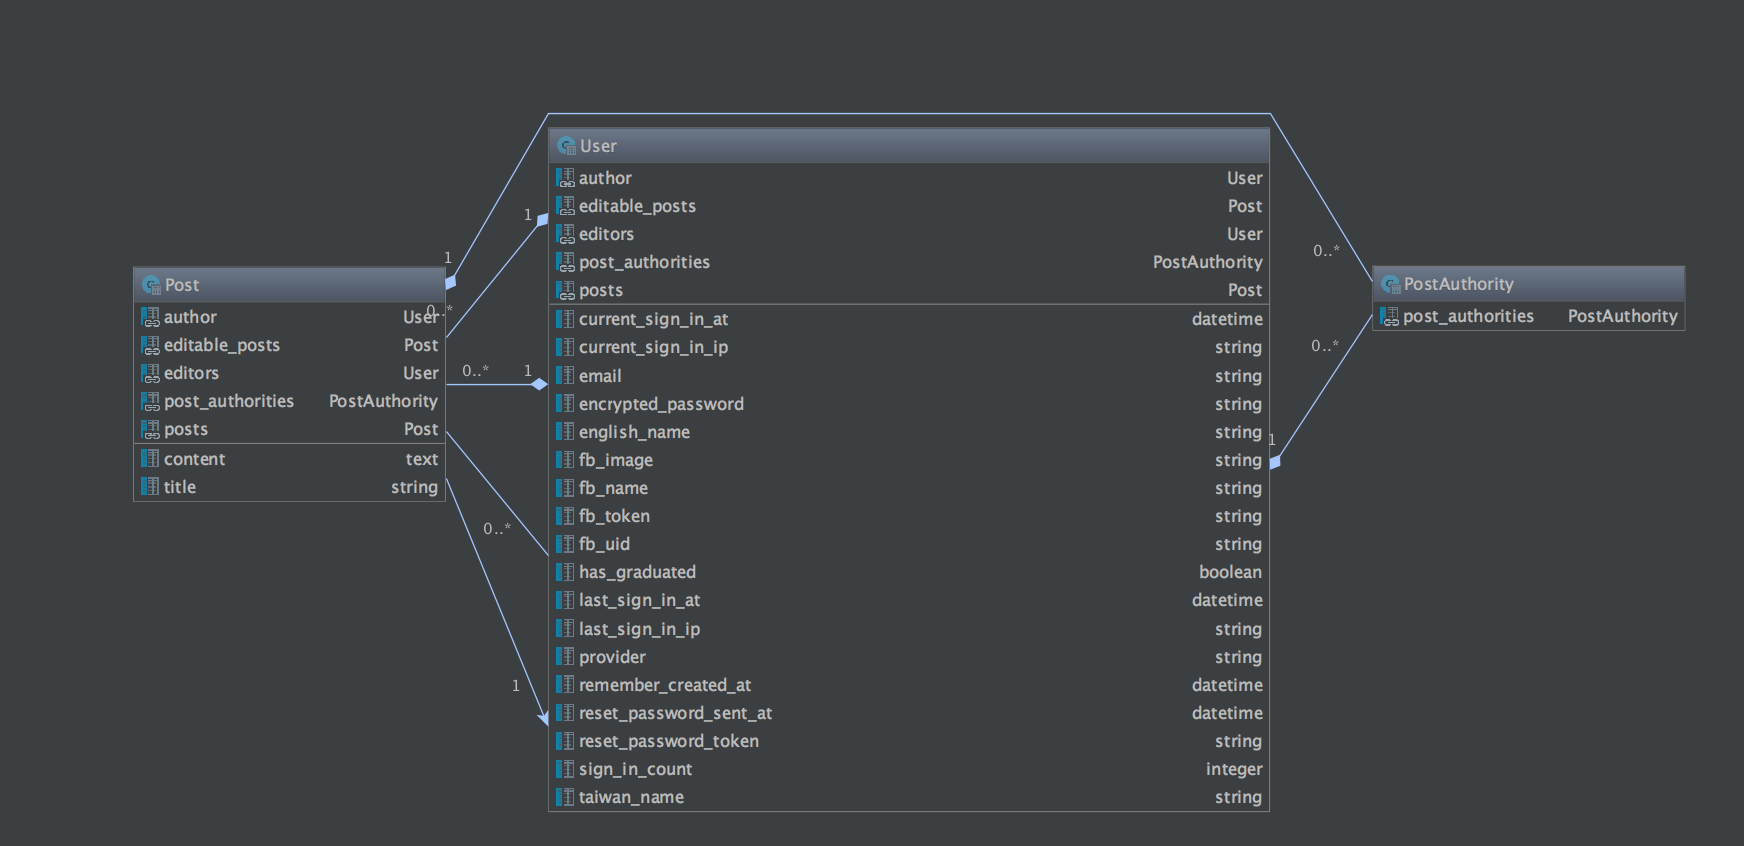 User
author User
editable_posts Post
editors User
post_authorities PostAuthority
posts Post
current_sign_in_at datetime
current_sign_in_ip string
email string
encrypted_password string
english_name string
fb_image string
fb_name string
fb_token string
fb_uid string
has_graduated boolean
last_sign_in_at datetime
last_sign_in_ip string
provider string
remember_created_at datetime
reset_password_sent_at datetime
reset_password_token string
sign_in_count integer
taiwan_name string
Post
author User
editable_posts Post
editors User
post_authorities PostAuthority
posts Post
content text
title string
PostAuthority
post_authorities PostAuthority
1
1
0..*
0..* 1
0..*
1
0..*
0..*
1